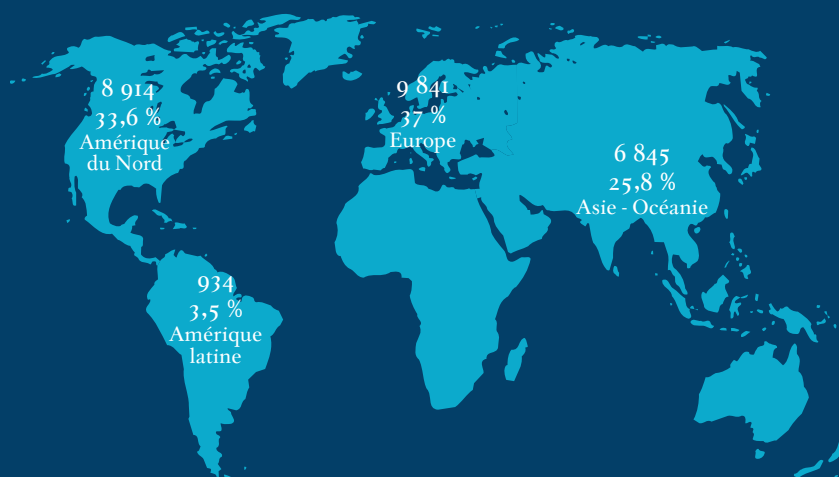 8 914
33,6 %
Amérique
du Nord
9 841
37 %
Europe
6 845
25,8 %
Asie - Océanie
934
3,5 %
Amérique
latine